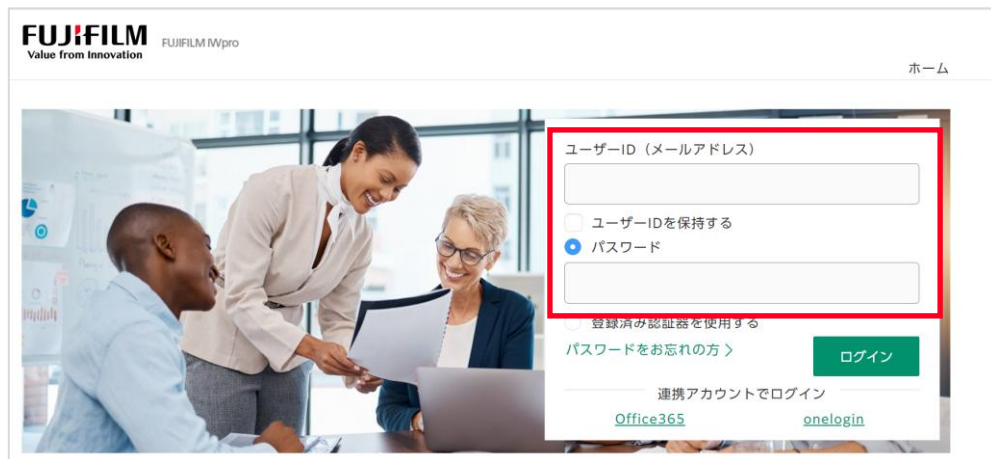 FUJIFILM
Value from Innovation
FUJIFILM IWpro
ホーム
ユーザーID（メールアドレス）
ユーザーIDを保持する
パスワード
登録済み認証器を使用する
パスワードをお忘れの方 〉
ログイン
連携アカウントでログイン
Office365 onelogin